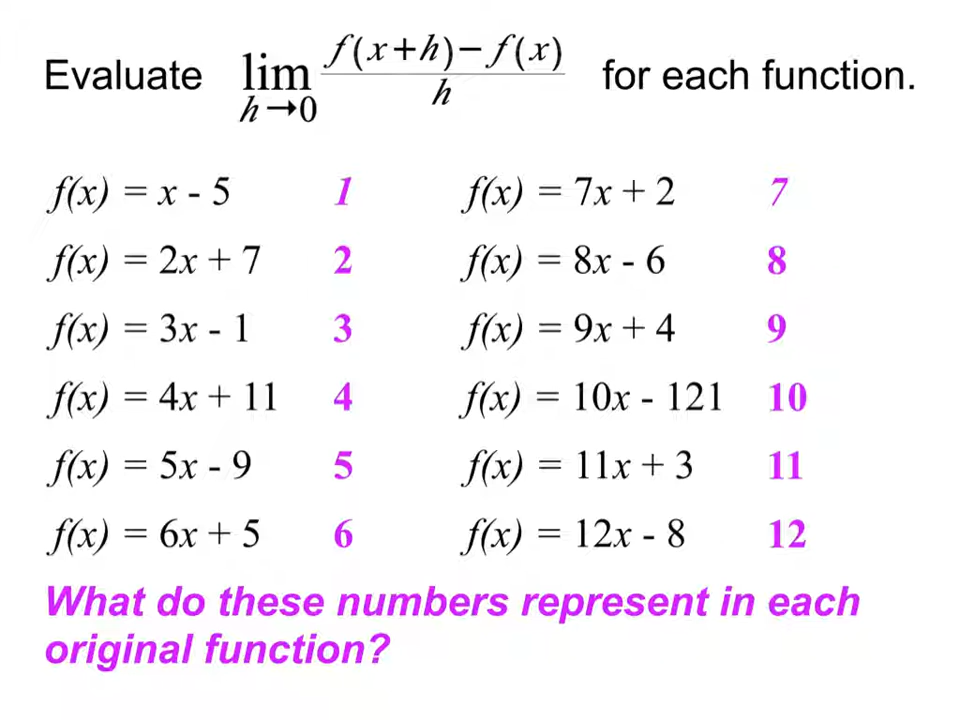 Evaluate lim h→0 f(x+h)−f(x) / h for each function.
f(x) = x - 5 1 f(x) = 7x + 2 7
f(x) = 2x + 7 2 f(x) = 8x - 6 8
f(x) = 3x - 1 3 f(x) = 9x + 4 9
f(x) = 4x + 11 4 f(x) = 10x - 121 10
f(x) = 5x - 9 5 f(x) = 11x + 3 11
f(x) = 6x + 5 6 f(x) = 12x - 8 12
What do these numbers represent in each
original function?